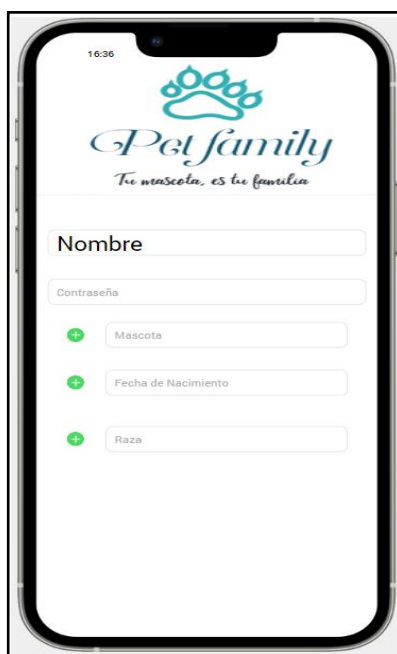 16:36
Pet family
Tu mascota, es tu familia
Nombre
Contraseña
Mascota
Fecha de Nacimiento
Raza